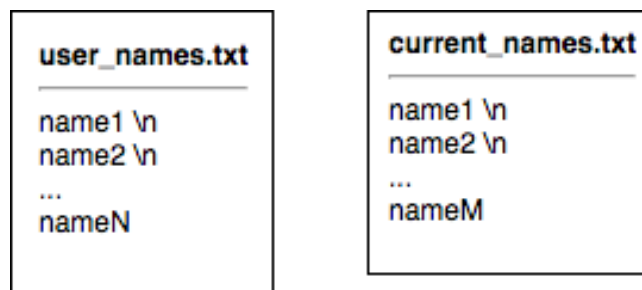 user_names.txt
name1 \n
name2 \n
...
nameN
current_names.txt
name1 \n
name2 \n
...
nameM